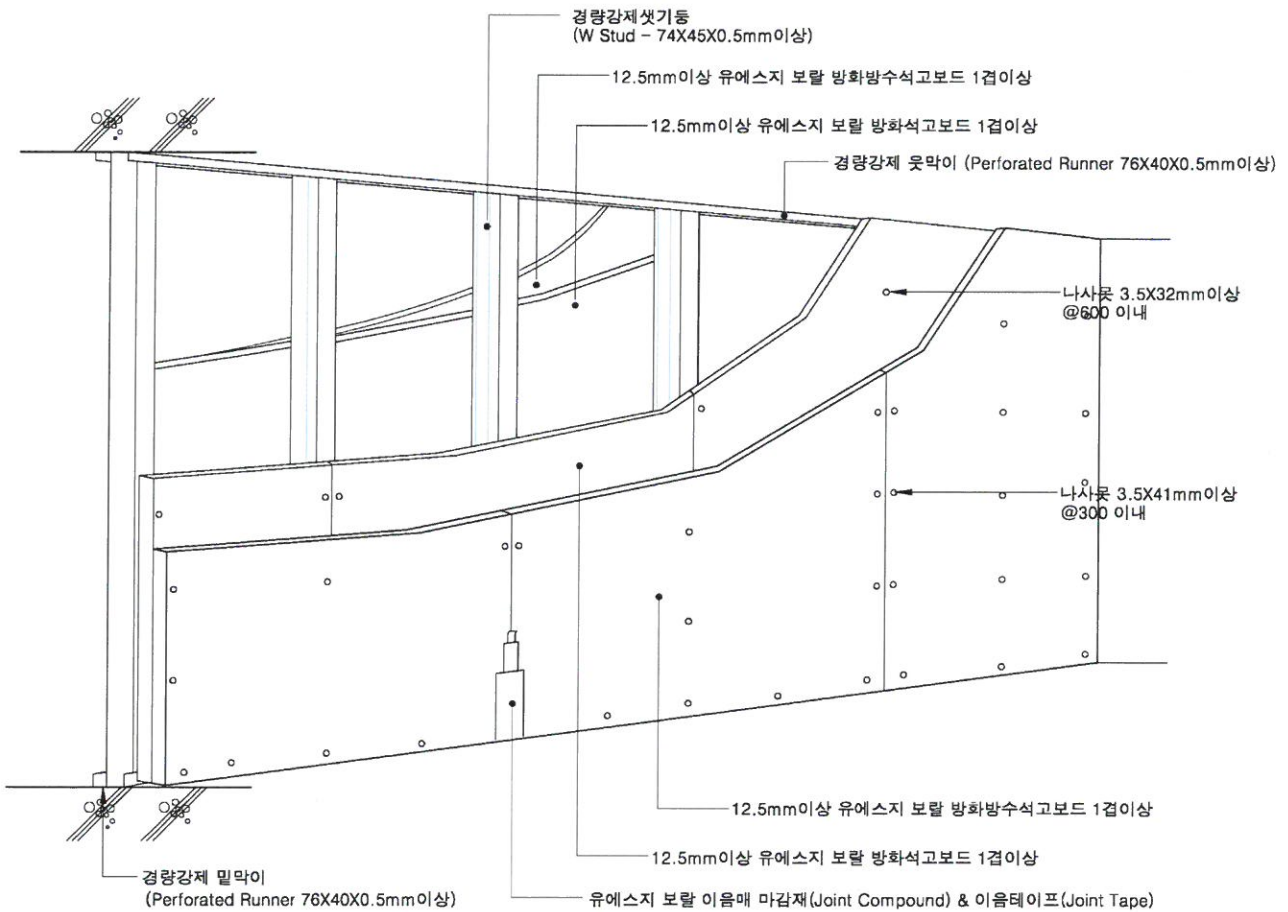 경량강제샛기둥
(W Stud - 74X45X0.5mm이상)
12.5mm이상 유에스지 보랄 방화방수석고보드 1겹이상
12.5mm이상 유에스지 보랄 방화석고보드 1겹이상
경량강제 윗막이 (Perforated Runner 76X40X0.5mm이상)
나사못 3.5X32mm이상
@600 이내
나사못 3.5X41mm이상
@300 이내
12.5mm이상 유에스지 보랄 방화방수석고보드 1겹이상
12.5mm이상 유에스지 보랄 방화석고보드 1겹이상
경량강제 밑막이
(Perforated Runner 76X40X0.5mm이상)
유에스지 보랄 이음매 마감재(Joint Compound) & 이음테이프(Joint Tape)